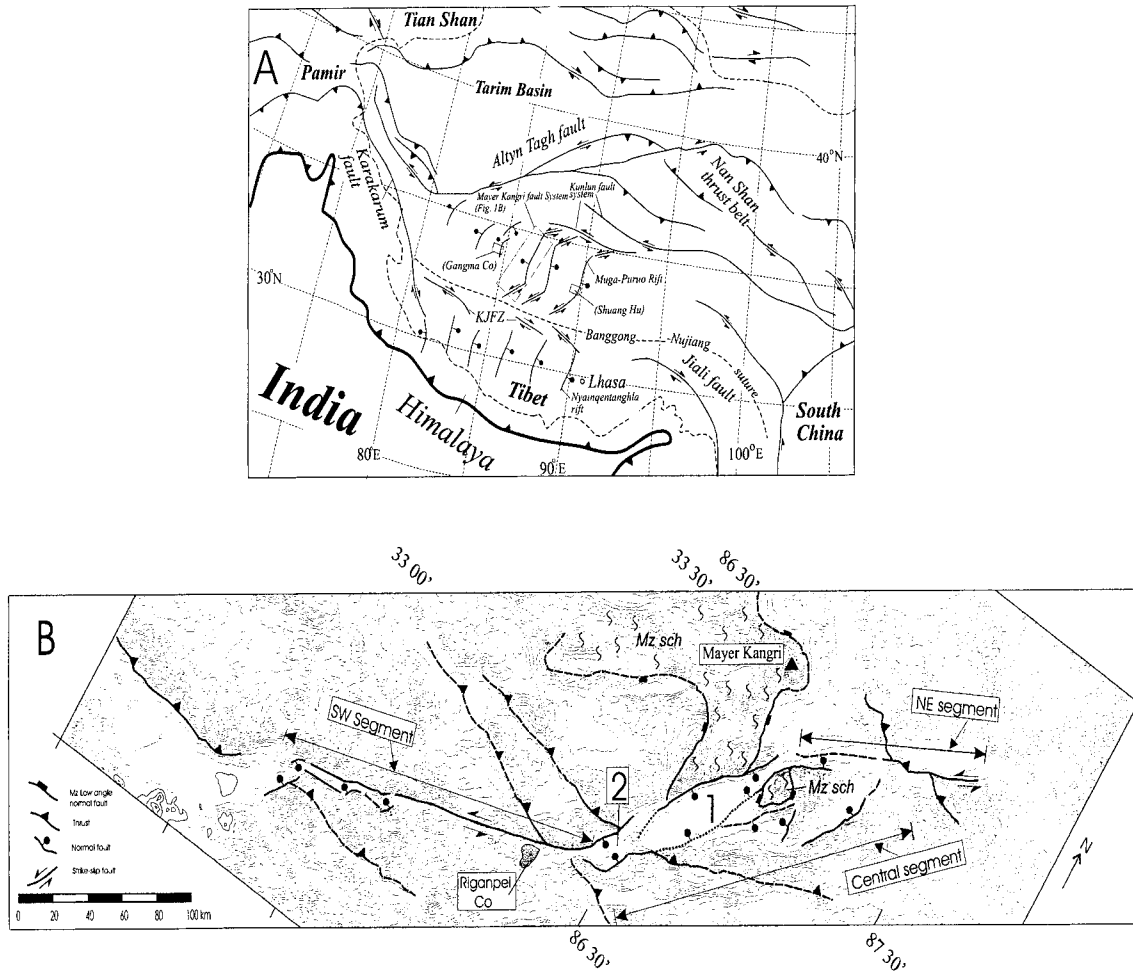 A
Tian Shan
Pamir
Tarim Basin
Altyn Tagh fault
40°N
Karakarum
fault
Nan Shan
thrust belt
Mayer Kangri fault System
(Fig. 1B)
Kunlun fault
system
(Gangma Co)
Muga-Puruo Rift
(Shuang Hu)
30°N
KJFZ
Banggong
Nujiang
suture
Jiali fault
Lhasa
Nyainqentanghla
rift
Tibet
India
Himalaya
South
China
80°E
90°E
100°E
33 00'
33 30'
86 30'
B
Mz sch
Mayer Kangri
SW Segment
NE segment
2
1
Mz sch
Central segment
Riganpei
Co
Mz Low angle
normal fault
Thrust
Normal fault
Strike-slip fault
0 20 40 60 80 100 km
N
86 30'
87 30'